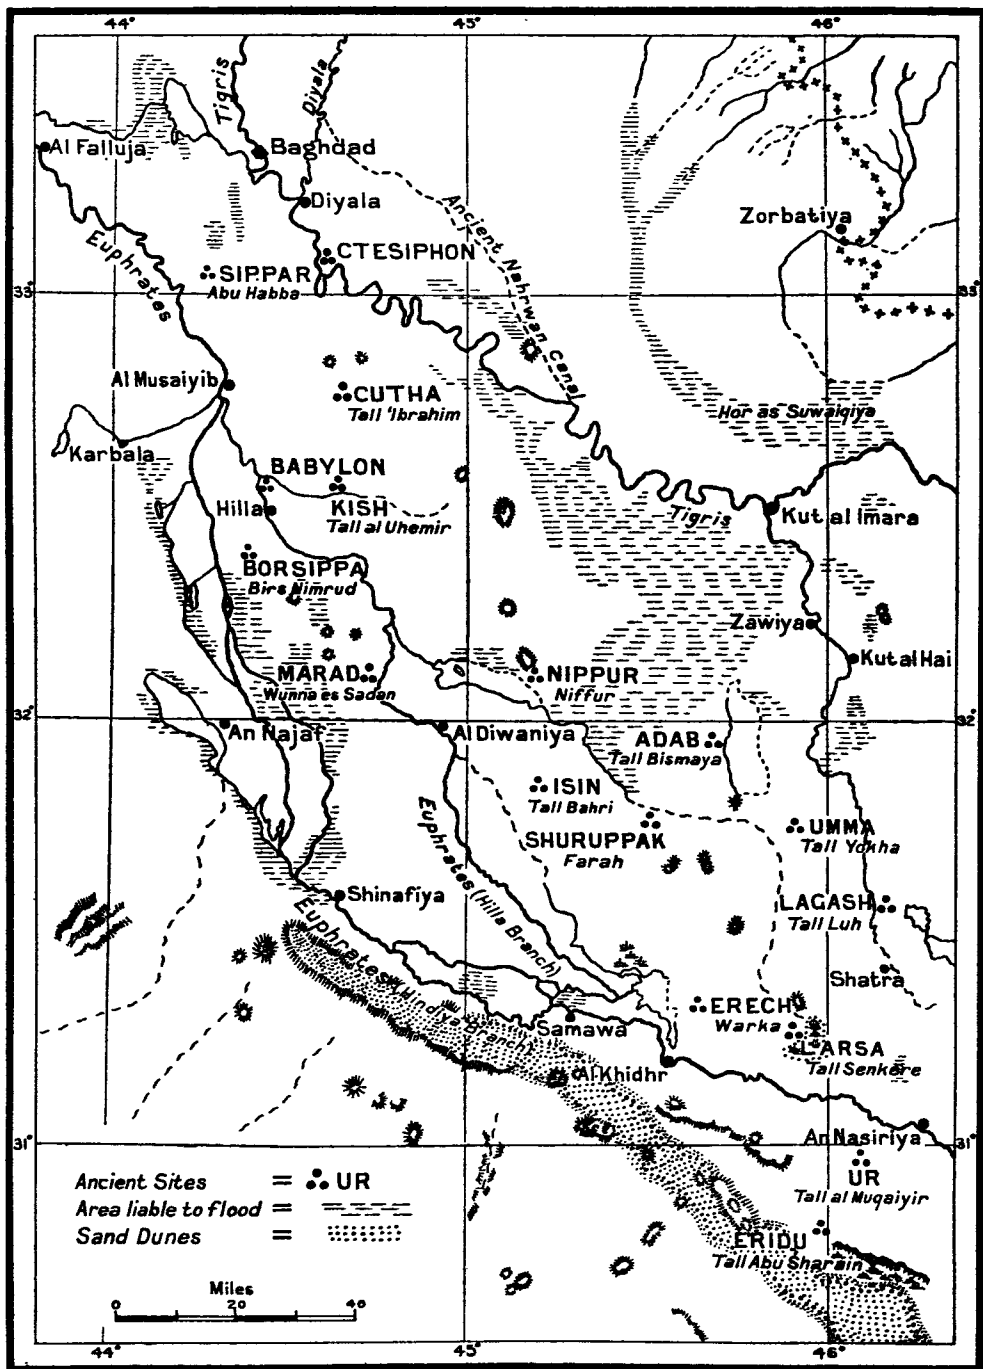 44°
45°
46°
Tigris
Diyala
Al Falluja
Baghdad
Diyala
Ancient Nahrwan Canal
Zorbatiya
Euphrates
CTESIPHON
SIPPAR
Abu Habba
33°
33°
Al Musaiyib
CUTHA
Tall 'Ibrahim
Hor as Suwaiqiya
Karbala
BABYLON
Hilla
KISH
Tall al Uhemir
Tigris
Kut al Imara
BORSIPPA
Birs Nimrud
Zawiya
Kut al Hai
MARAD
Wunna es Sadan
NIPPUR
Niffur
32°
32°
An Najaf
Al Diwaniya
ADAB
Tall Bismaya
ISIN
Tall Bahri
SHURUPPAK
Farah
UMMA
Tall Yokha
Euphrates (Hilla Branch)
Shinafiya
LAGASH
Tall Luh
Euphrates (Hindiya Branch)
Shatra
ERECH
Warka
Samawa
LARSA
Tall Senkere
Al Khidhr
31°
31°
An Nasiriya
UR
Tall al Muqaiyir
ERIDU
Tall Abu Sharain
Ancient Sites = UR
Area liable to flood =
Sand Dunes =
Miles
0 20 40
44°
45°
46°